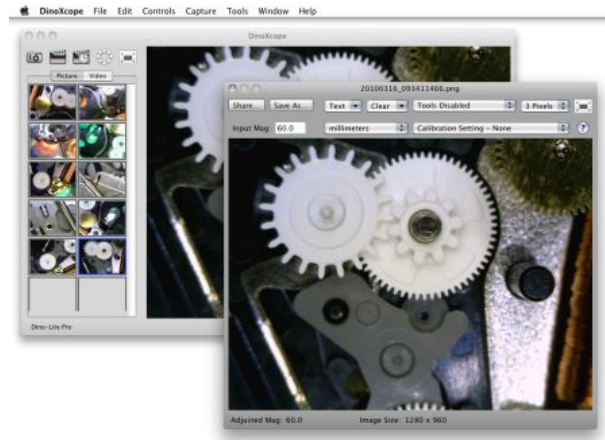 DinoXcope File Edit Controls Capture Tools Window Help
DinoXcope
Picture Video
Dino-Lite Pro
20100316_093411466.png
Share... Save As... Text Clear Tools Disabled 3 Pixels
Input Mag: 60.0 millimeters Calibration Setting - None ?
Adjusted Mag: 60.0 Image Size: 1280 x 960